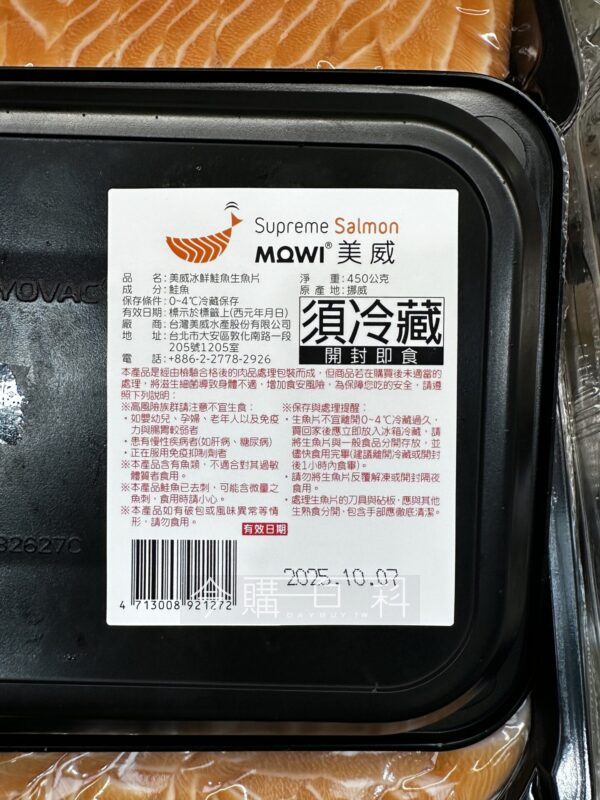 Supreme Salmon
MOWI® 美威
品　名：美威冰鮮鮭魚生魚片　淨　重：450公克
成　分：鮭魚　原產地：挪威
保存條件：0~4℃冷藏保存
有效日期：標示於標籤上(西元年月日)
廠　商：台灣美威水產股份有限公司
地　址：台北市大安區敦化南路一段
205號1205室
電　話：+886-2-2778-2926
須冷藏
開封即食
本產品是經由檢驗合格後的肉品處理包裝而成，但商品若在購買後未適當的
處理，將滋生細菌導致身體不適，增加食安風險，為保障您吃的安全，請遵
照下列說明：
※高風險族群請注意不宜生食：
・如嬰幼兒、孕婦、老年人以及免疫
力與腸胃較弱者
・患有慢性疾病者(如肝病、糖尿病)
・正在服用免疫抑制劑者
※本產品含有魚類，不適合對其過敏
體質者食用。
※本產品鮭魚已去刺，可能含微量之
魚刺，食用時請小心。
※本產品如有破包或風味異常等情
形，請勿食用。
※保存與處理提醒：
・生魚片不宜離開0~4℃冷藏過久，
買回家後應立即放入冰箱冷藏，請
將生魚片與一般食品分開存放，並
儘快食用完畢(建議離開冷藏或開封
後1小時內食畢)。
・請勿將生魚片反覆解凍或開封隔夜
食用。
・處理生魚片的刀具與砧板，應與其他
生熟食分開，包含手部應徹底清潔。
有效日期
2025.10.07
4 713008 921272
今購百科
YOVAC
32627C